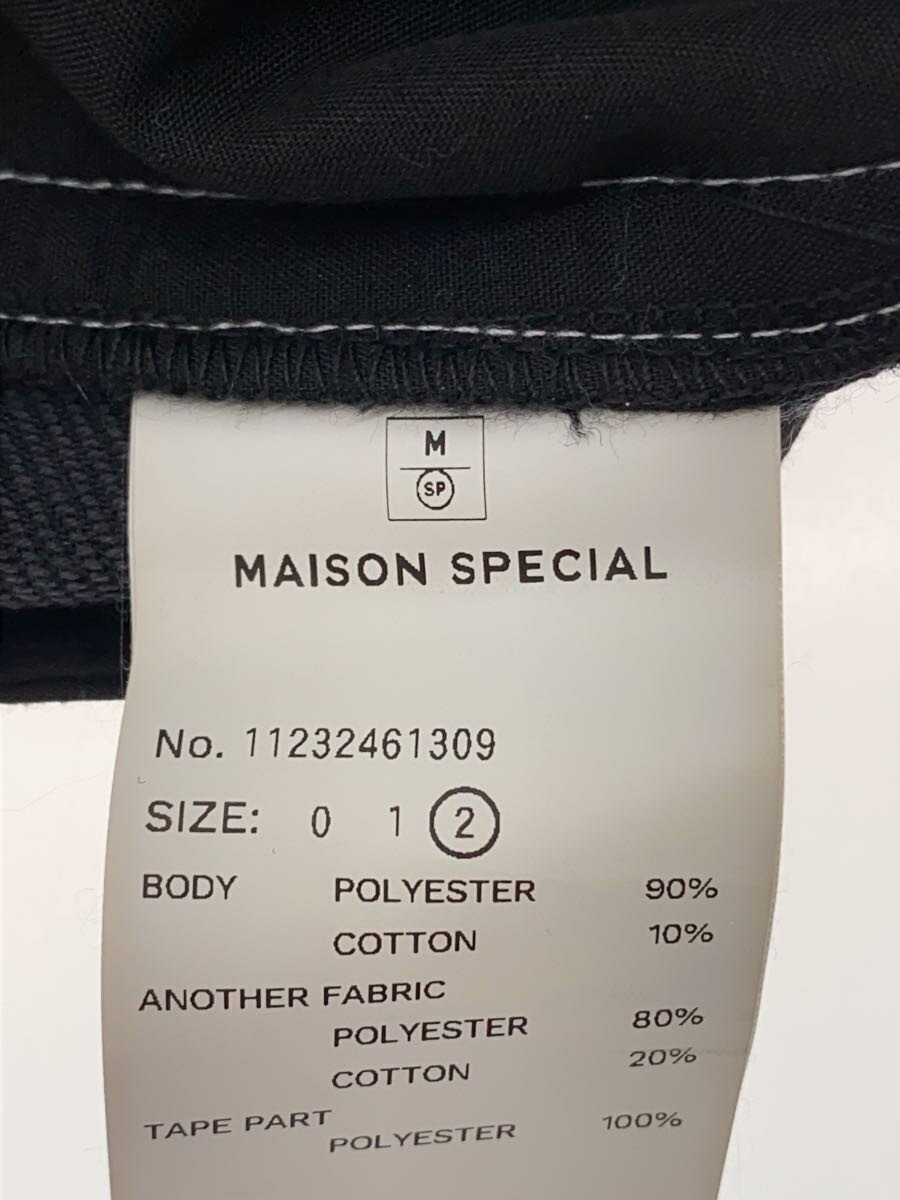 M
SP
MAISON SPECIAL
No. 11232461309
SIZE: 0 1 2
BODY POLYESTER 90%
COTTON 10%
ANOTHER FABRIC
POLYESTER 80%
COTTON 20%
TAPE PART
POLYESTER 100%